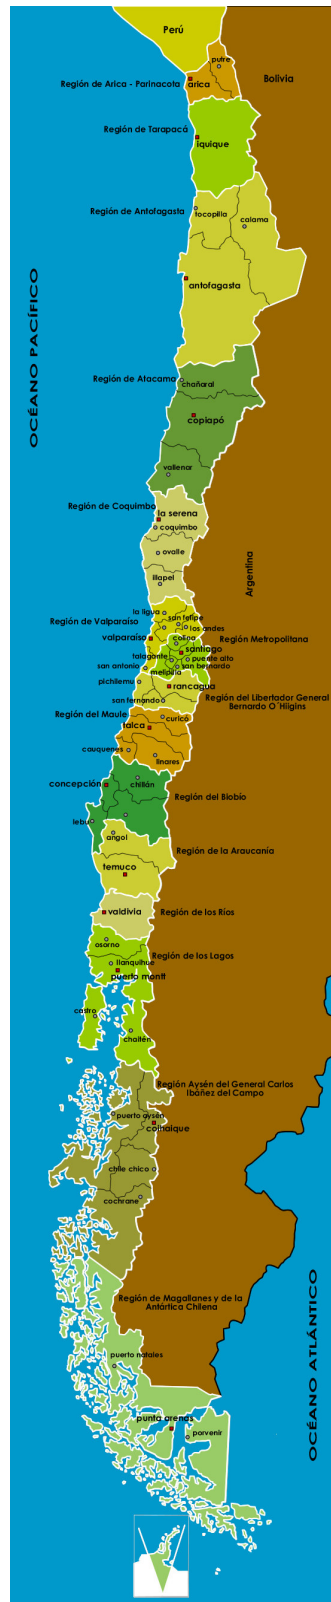 Perú
putre
Bolivia
Región de Arica - Parinacota
arica
Región de Tarapacá
iquique
Región de Antofagasta
tocopilla
calama
antofagasta
OCÉANO PACÍFICO
Región de Atacama
chañaral
copiapó
vallenar
Región de Coquimbo
la serena
coquimbo
ovalle
illapel
Argentina
la ligua
san felipe
Región de Valparaíso
los andes
valparaíso
colina
Región Metropolitana
santiago
talagante
puente alto
san antonio
san bernardo
melipilla
pichilemu
rancagua
san fernando
Región del Libertador General
Bernardo O´Hiigins
Región del Maule
curicó
talca
cauquenes
linares
concepción
chillán
Región del Biobío
lebu
angol
Región de la Araucanía
temuco
valdivia
Región de los Ríos
osarno
Región de los Lagos
llanquihue
puerto montt
castro
chaitén
Región Aysén del General Carlos
Ibáñez del Campo
puerto aysén
coihaique
chile chico
cochrane
Región de Magallanes y de la
Antártica Chilena
OCÉANO ATLÁNTICO
puerto natales
punta arenas
porvenir